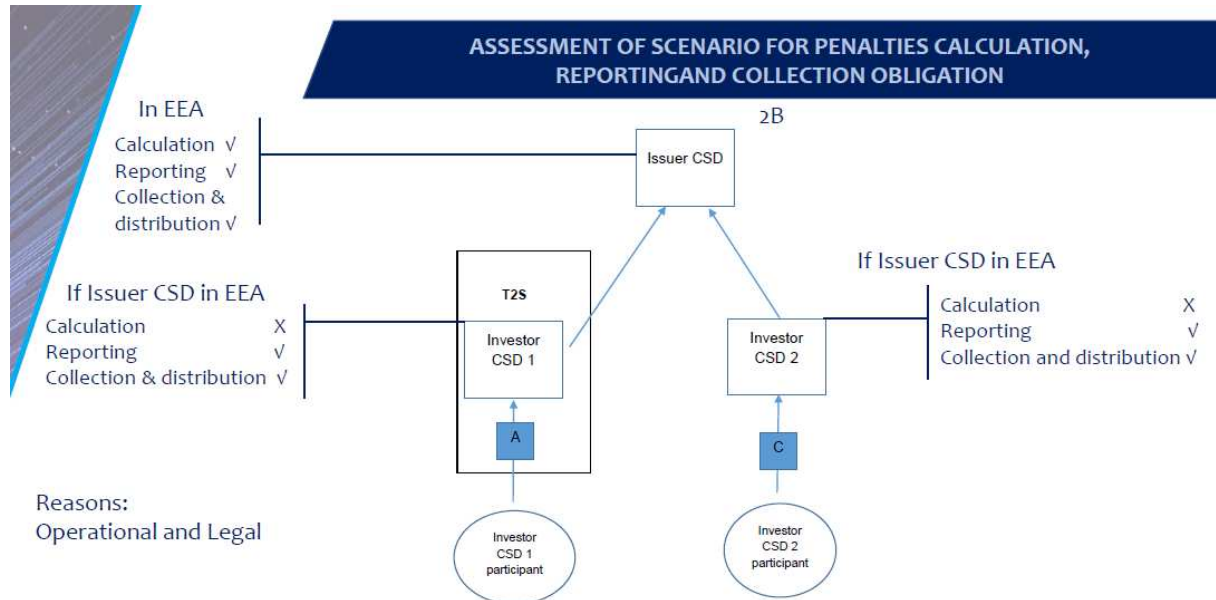 ASSESSMENT OF SCENARIO FOR PENALTIES CALCULATION,
REPORTINGAND COLLECTION OBLIGATION
2B
In EEA
Calculation √
Reporting √
Collection &
distribution √
Issuer CSD
If Issuer CSD in EEA
Calculation X
Reporting √
Collection & distribution √
T2S
Investor
CSD 1
A
Investor
CSD 1
participant
If Issuer CSD in EEA
Calculation X
Reporting √
Collection and distribution √
Investor
CSD 2
C
Investor
CSD 2
participant
Reasons:
Operational and Legal